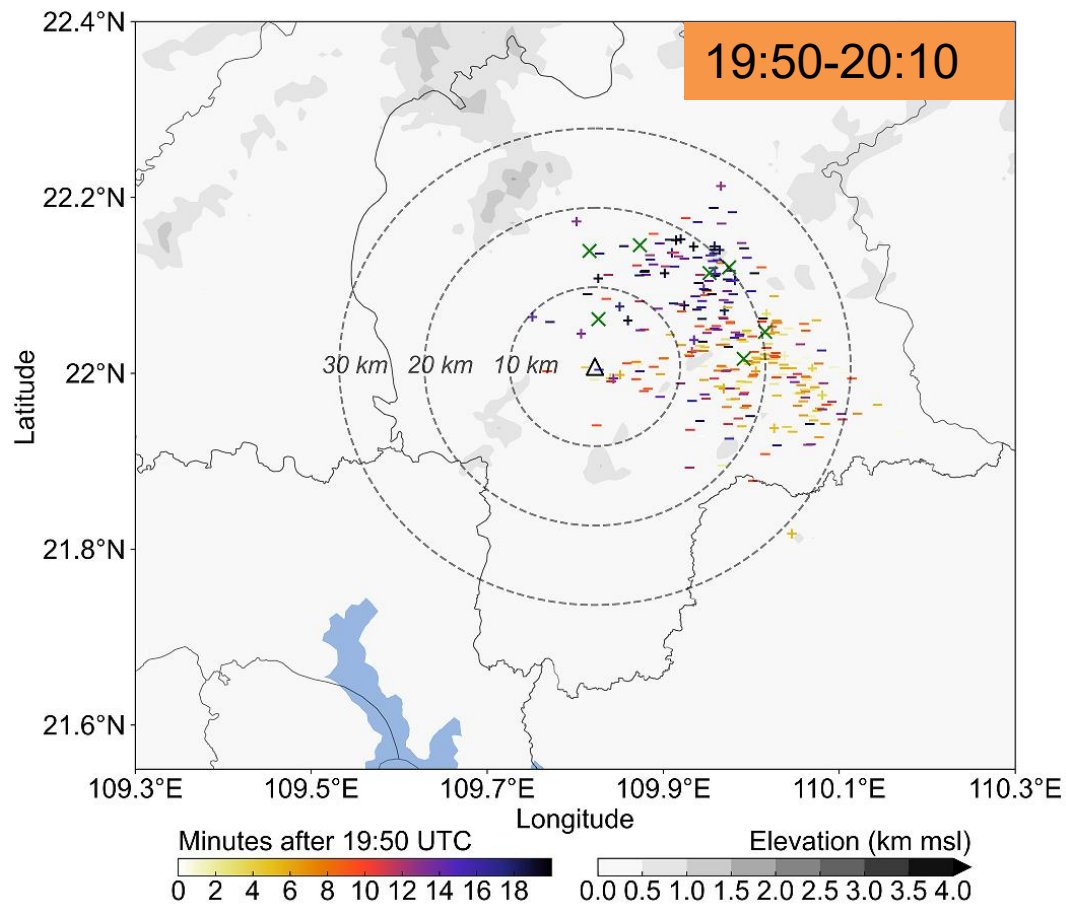 22.4°N
19:50-20:10
22.2°N
22°N
30 km 20 km 10 km
21.8°N
21.6°N
Latitude
109.3°E 109.5°E 109.7°E 109.9°E 110.1°E 110.3°E
Longitude
Minutes after 19:50 UTC
0 2 4 6 8 10 12 14 16 18
Elevation (km msl)
0.0 0.5 1.0 1.5 2.0 2.5 3.0 3.5 4.0